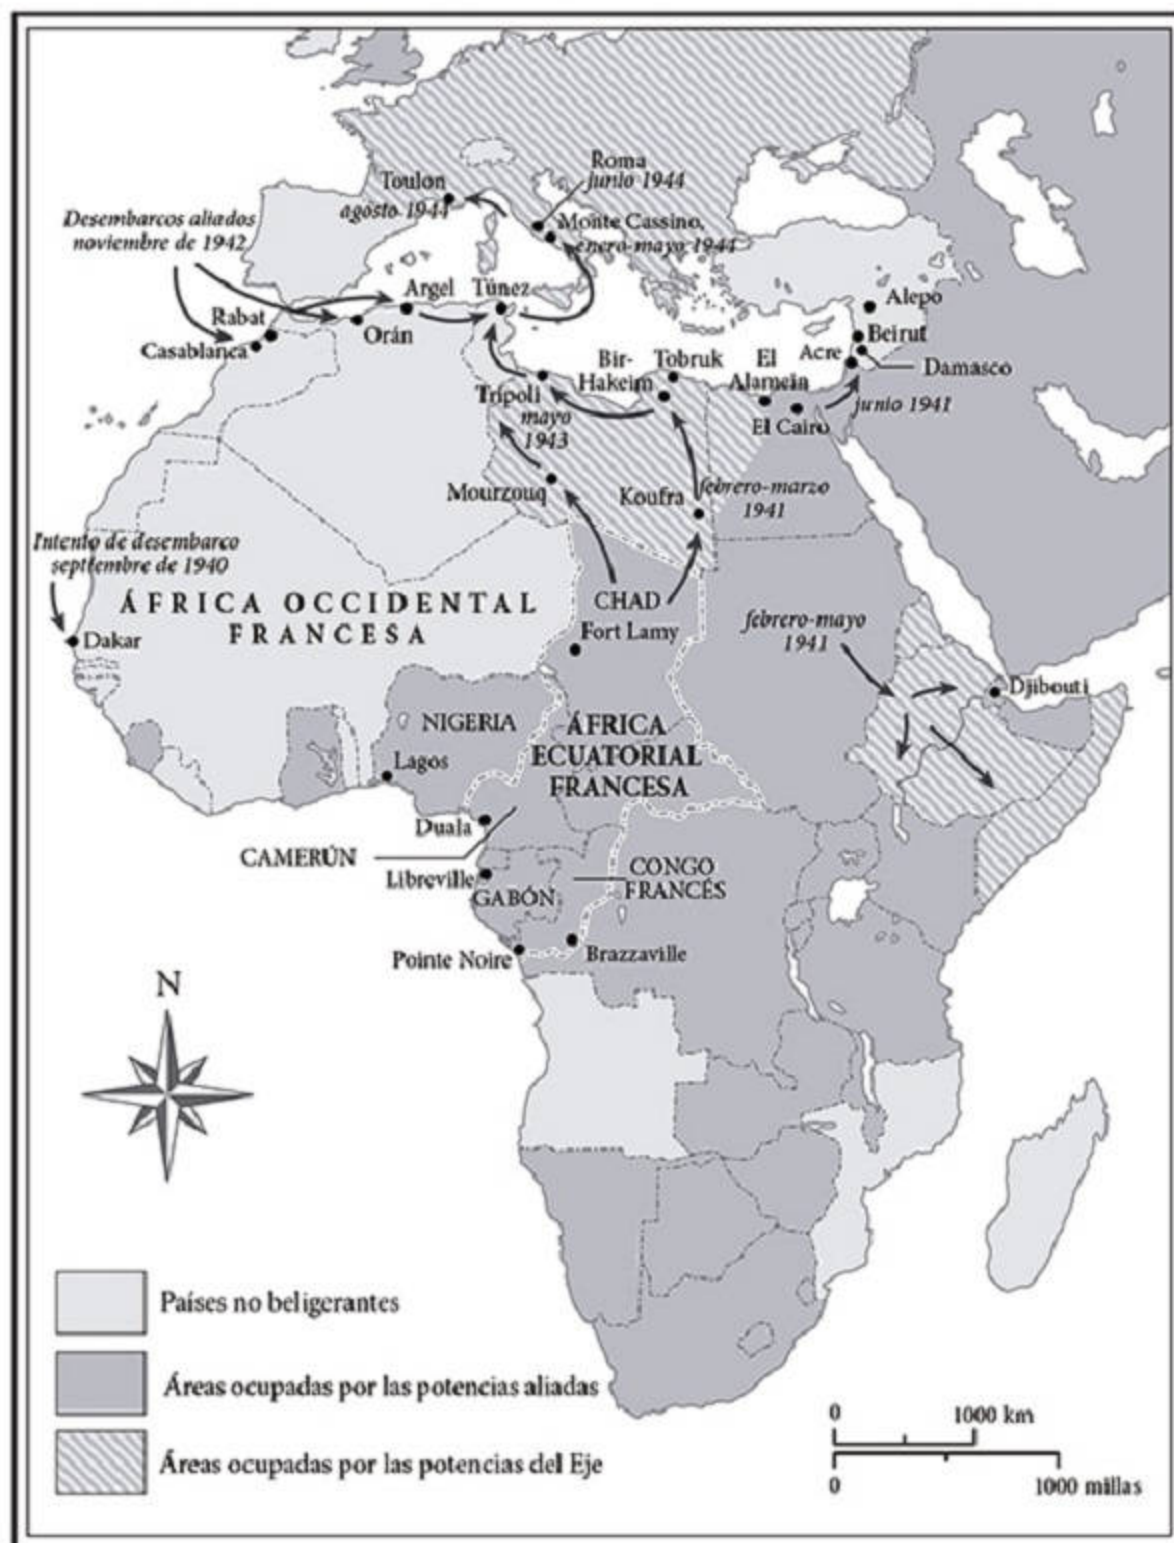 Roma
junio 1944
Toulon
agosto 1944
Monte Cassino,
enero-mayo 1944
Desembarcos aliados
noviembre de 1942
Argel
Túnez
Rabat
Orán
Casablanca
Alepo
Beirut
Acre
Damasco
junio 1941
Bir-
Hakeim
Tobruk
El
Alamein
El Cairo
Trípoli
mayo
1943
Mourzouq
Koufra
febrero-marzo
1941
Intento de desembarco
septiembre de 1940
ÁFRICA OCCIDENTAL
FRANCESA
Dakar
CHAD
Fort Lamy
febrero-mayo
1941
Djibouti
NIGERIA
Lagos
ÁFRICA
ECUATORIAL
FRANCESA
Duala
CAMERÚN
Libreville
GABÓN
CONGO
FRANCÉS
Pointe Noire
Brazzaville
N
Países no beligerantes
Áreas ocupadas por las potencias aliadas
Áreas ocupadas por las potencias del Eje
0
1000 km
0
1000 millas